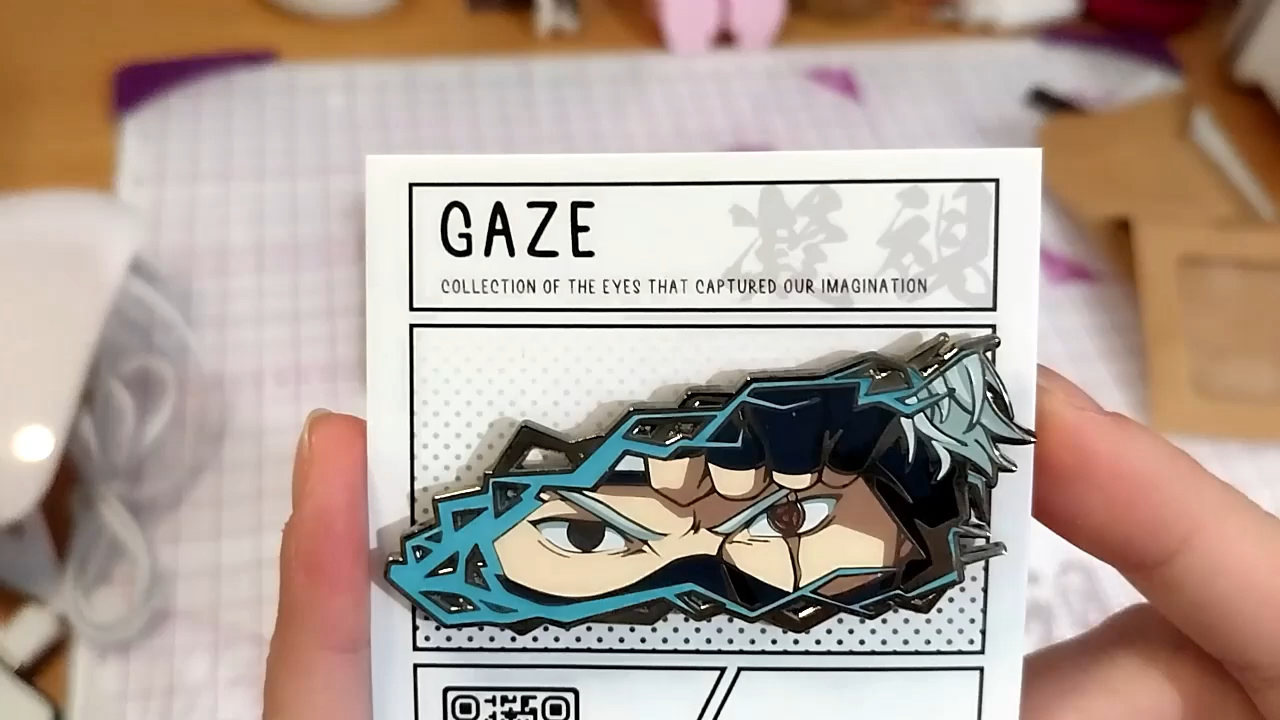 GAZE
凝視
COLLECTION OF THE EYES THAT CAPTURED OUR IMAGINATION